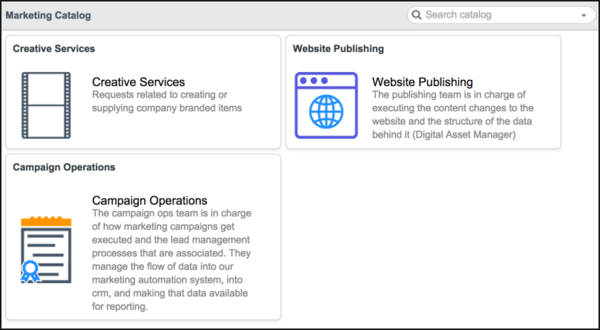 Marketing Catalog
Search catalog
Creative Services
Creative Services
Requests related to creating or
supplying company branded items
Website Publishing
Website Publishing
The publishing team is in charge of
executing the content changes to the
website and the structure of the data
behind it (Digital Asset Manager)
Campaign Operations
Campaign Operations
The campaign ops team is in charge
of how marketing campaigns get
executed and the lead management
processes that are associated. They
manage the flow of data into our
marketing automation system, into
crm, and making that data available
for reporting.